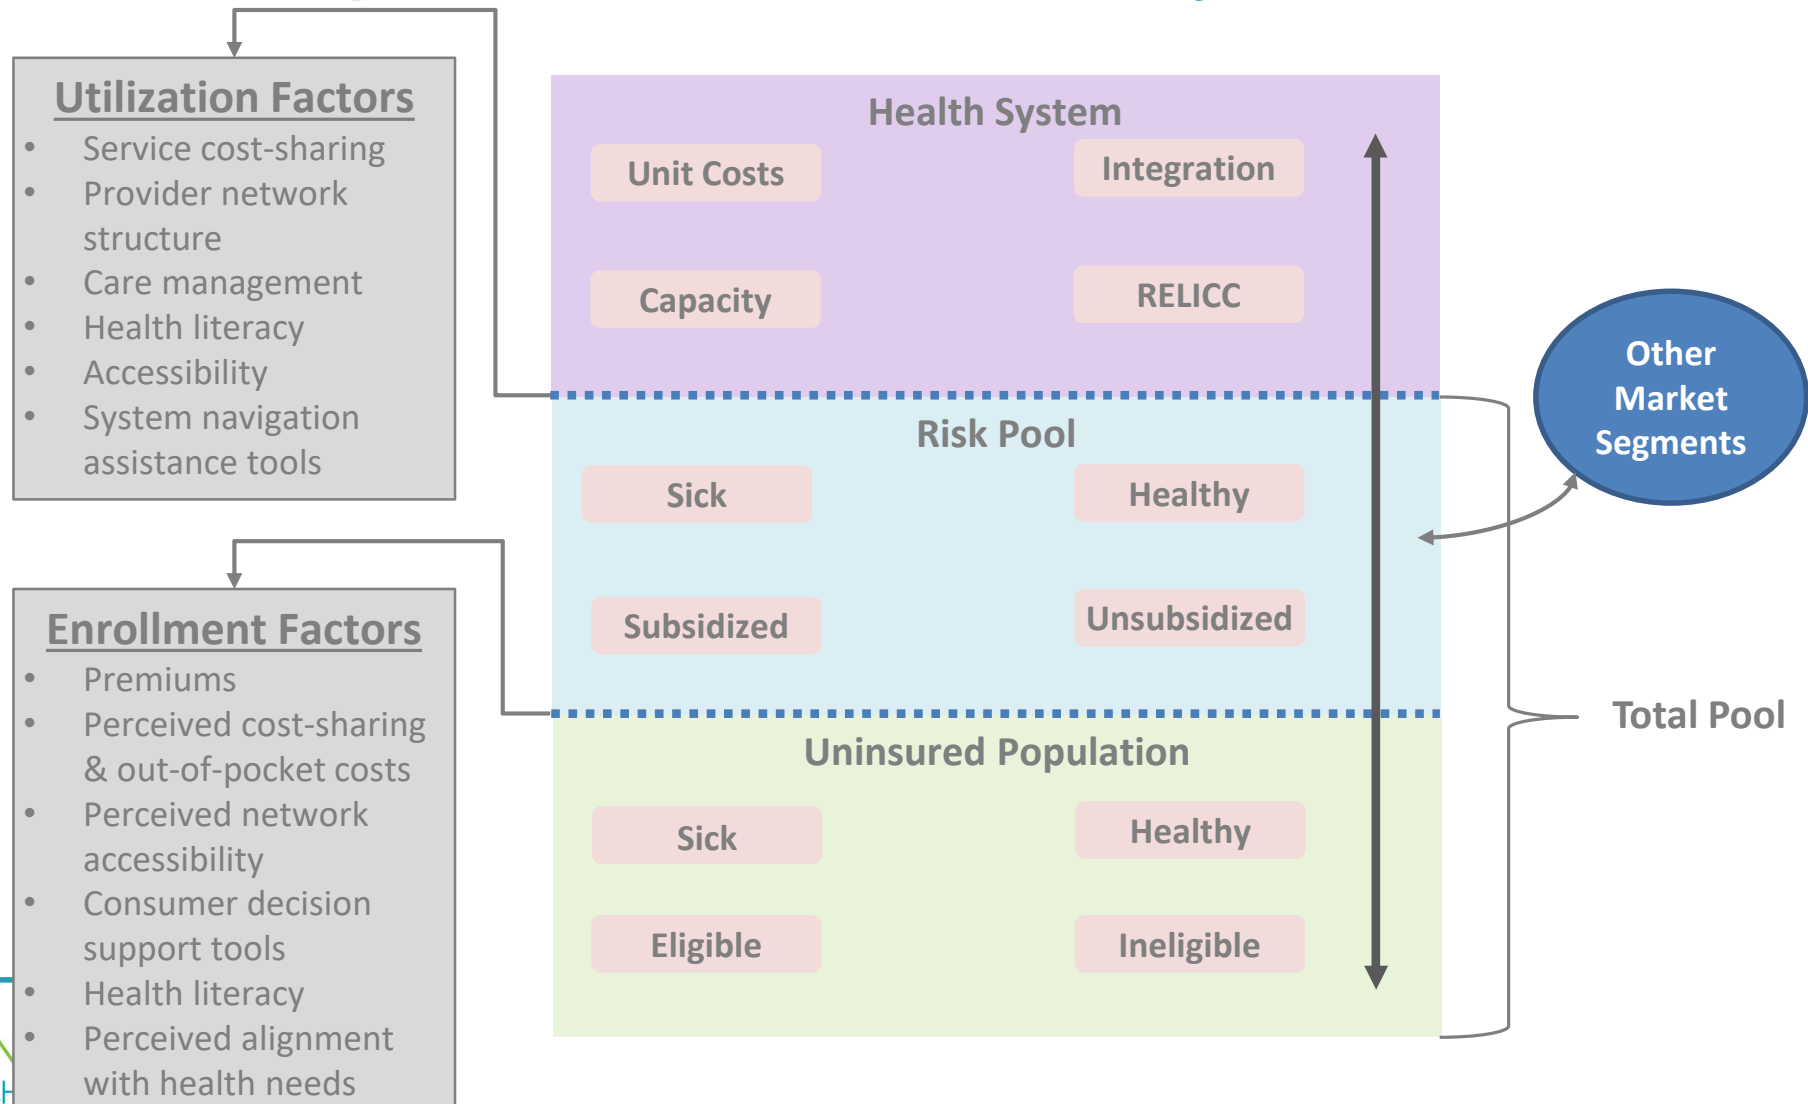 Utilization Factors
• Service cost-sharing
• Provider network
structure
• Care management
• Health literacy
• Accessibility
• System navigation
assistance tools
Enrollment Factors
• Premiums
• Perceived cost-sharing
& out-of-pocket costs
• Perceived network
accessibility
• Consumer decision
support tools
• Health literacy
• Perceived alignment
with health needs
Health System
Unit Costs
Integration
Capacity
RELICC
Risk Pool
Sick
Healthy
Subsidized
Unsubsidized
Uninsured Population
Sick
Healthy
Eligible
Ineligible
Other
Market
Segments
Total Pool